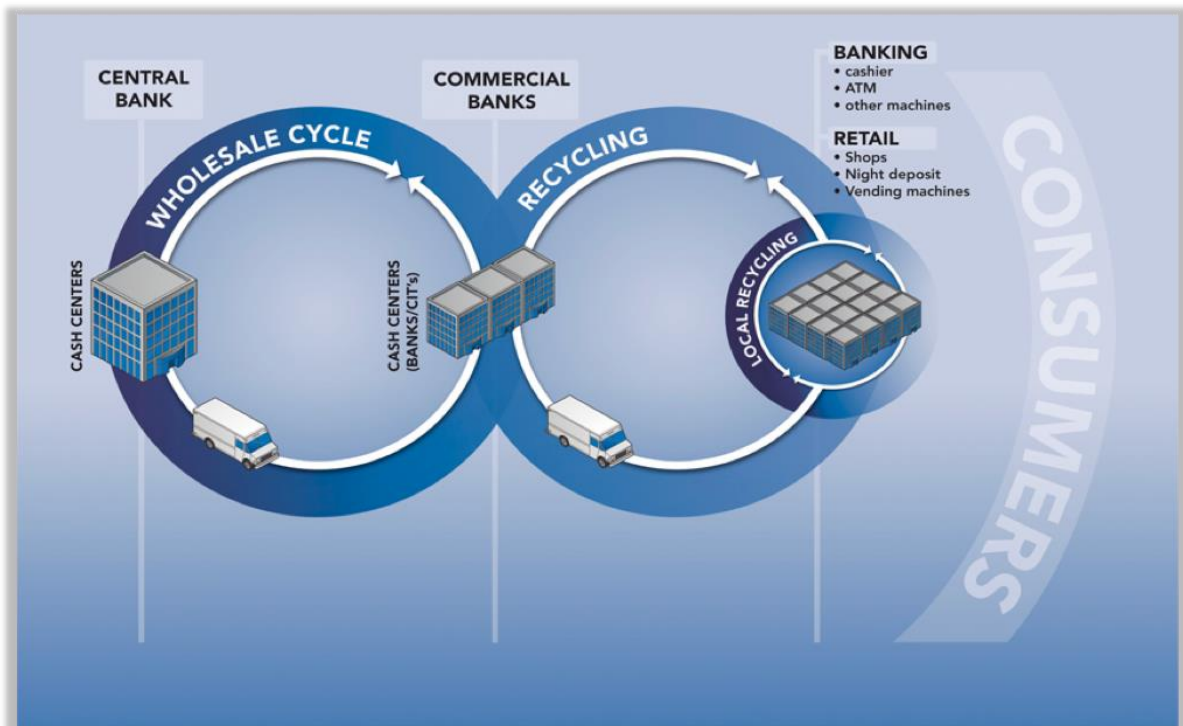 CENTRAL
BANK
COMMERCIAL
BANKS
BANKING
• cashier
• ATM
• other machines
RETAIL
• Shops
• Night deposit
• Vending machines
WHOLESALE CYCLE
RECYCLING
LOCAL RECYCLING
CASH CENTERS
CASH CENTERS
(BANKS/CIT's)
CONSUMERS